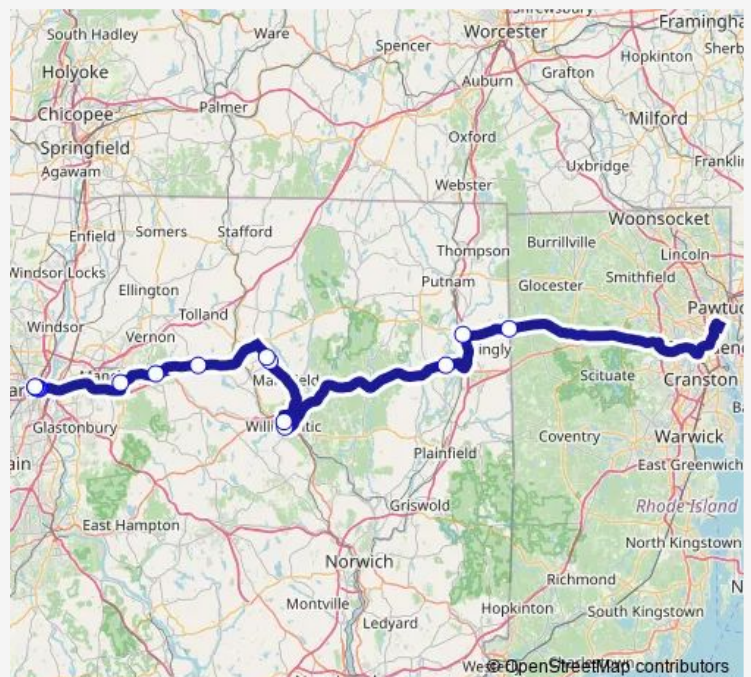 South Hadley
Ware
Spencer
Worcester
Framingha
Hopkinton
Sherb
Holyoke
Auburn
Grafton
Chicopee
Palmer
Milford
Springfield
Oxford
Agawam
Uxbridge
Franklin
Webster
Woonsocket
Enfield
Somers
Stafford
Thompson
Burrillville
Lincoln
Windsor Locks
Putnam
Glocester
Smithfield
Ellington
Tolland
Pawtuc
Windsor
Vernon
ingly
Scituate
Cranston
Glastonbury
Coventry
Warwick
ain
Plainfield
East Greenwich
Griswold
Rhode Island
East Hampton
North Kingstown
Norwich
Richmond
Montville
Hopkinton
South Kingstown
Ledyard
© OpenStreetMap contributors